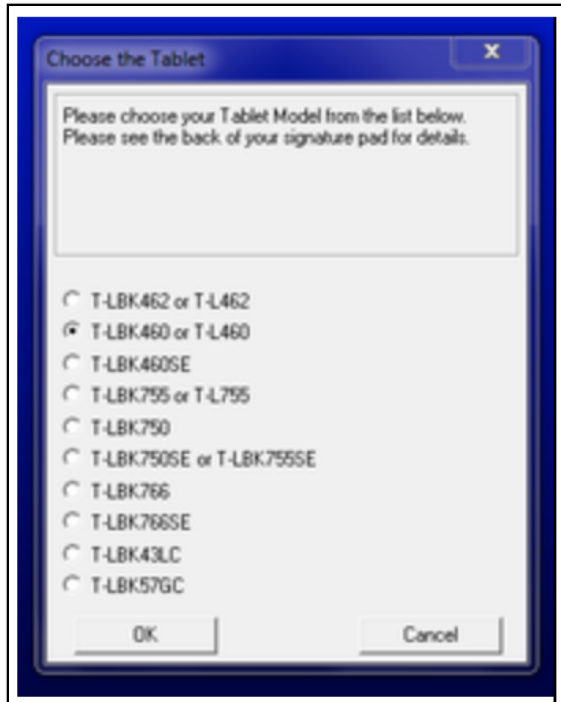 Choose the Tablet
Please choose your Tablet Model from the list below.
Please see the back of your signature pad for details.
T-LBK462 or T-L462
T-LBK460 or T-L460
T-LBK460SE
T-LBK755 or T-L755
T-LBK750
T-LBK750SE or T-LBK755SE
T-LBK766
T-LBK766SE
T-LBK43LC
T-LBK57GC
OK
Cancel